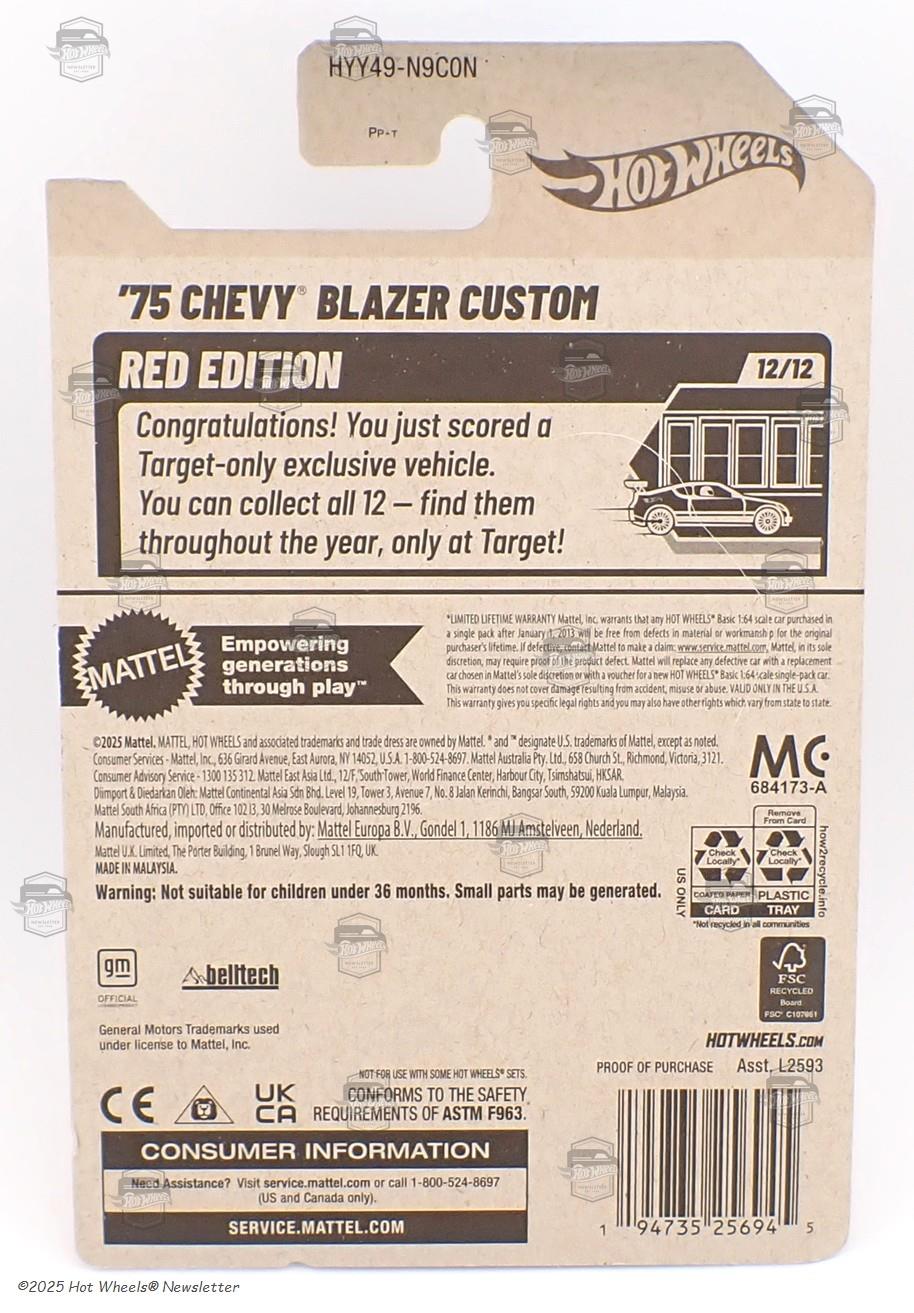 HYY49-N9C0N
PP-T
HOT WHEELS
'75 CHEVY® BLAZER CUSTOM
RED EDITION
12/12
Congratulations! You just scored a
Target-only exclusive vehicle.
You can collect all 12 – find them
throughout the year, only at Target!
MATTEL
Empowering
generations
through play™
*LIMITED LIFETIME WARRANTY Mattel, Inc. warrants that any HOT WHEELS® Basic 1:64 scale car purchased in
a single pack after January 1, 2013 will be free from defects in material or workmanship for the original
purchaser's lifetime. If defective, contact Mattel to make a claim: www.service.mattel.com, Mattel, in its sole
discretion, may require proof of the product defect. Mattel will replace any defective car with a replacement
car chosen in Mattel's sole discretion or with a voucher for a new HOT WHEELS® Basic 1:64 scale single-pack car.
This warranty does not cover damage resulting from accident, misuse or abuse. VALID ONLY IN THE U.S.A.
This warranty gives you specific legal rights and you may also have other rights which vary from state to state.
©2025 Mattel. MATTEL, HOT WHEELS and associated trademarks and trade dress are owned by Mattel. ® and ™ designate U.S. trademarks of Mattel, except as noted.
Consumer Services - Mattel, Inc., 636 Girard Avenue, East Aurora, NY 14052, U.S.A. 1-800-524-8697. Mattel Australia Pty. Ltd., 658 Church St., Richmond, Victoria, 3121.
Consumer Advisory Service - 1300 135 312. Mattel East Asia Ltd., 12/F, South Tower, World Finance Center, Harbour City, Tsimshatsui, HKSAR.
Diimport & Diedarkan Oleh: Mattel Continental Asia Sdn Bhd. Level 19, Tower 3, Avenue 7, No. 8 Jalan Kerinchi, Bangsar South, 59200 Kuala Lumpur, Malaysia.
Mattel South Africa (PTY) LTD, Office 102 I3, 30 Melrose Boulevard, Johannesburg 2196.
Manufactured, imported or distributed by: Mattel Europa B.V., Gondel 1, 1186 MJ Amstelveen, Nederland.
Mattel U.K. Limited, The Porter Building, 1 Brunel Way, Slough SL1 1FQ, UK.
MADE IN MALAYSIA.
Warning: Not suitable for children under 36 months. Small parts may be generated.
MC
684173-A
Remove
From Card
Check
Locally*
Check
Locally*
COATED PAPER
PLASTIC
CARD
TRAY
US ONLY
how2recycle.info
*Not recycled in all communities
gm
OFFICIAL
LICENSED PRODUCT
belltech
General Motors Trademarks used
under license to Mattel, Inc.
FSC
RECYCLED
Board
FSC® C107661
HOTWHEELS.COM
PROOF OF PURCHASE
Asst. L2593
NOT FOR USE WITH SOME HOT WHEELS® SETS.
CE
UK
CA
CONFORMS TO THE SAFETY
REQUIREMENTS OF ASTM F963.
CONSUMER INFORMATION
Need Assistance? Visit service.mattel.com or call 1-800-524-8697
(US and Canada only).
SERVICE.MATTEL.COM
1 94735 25694 5
©2025 Hot Wheels® Newsletter